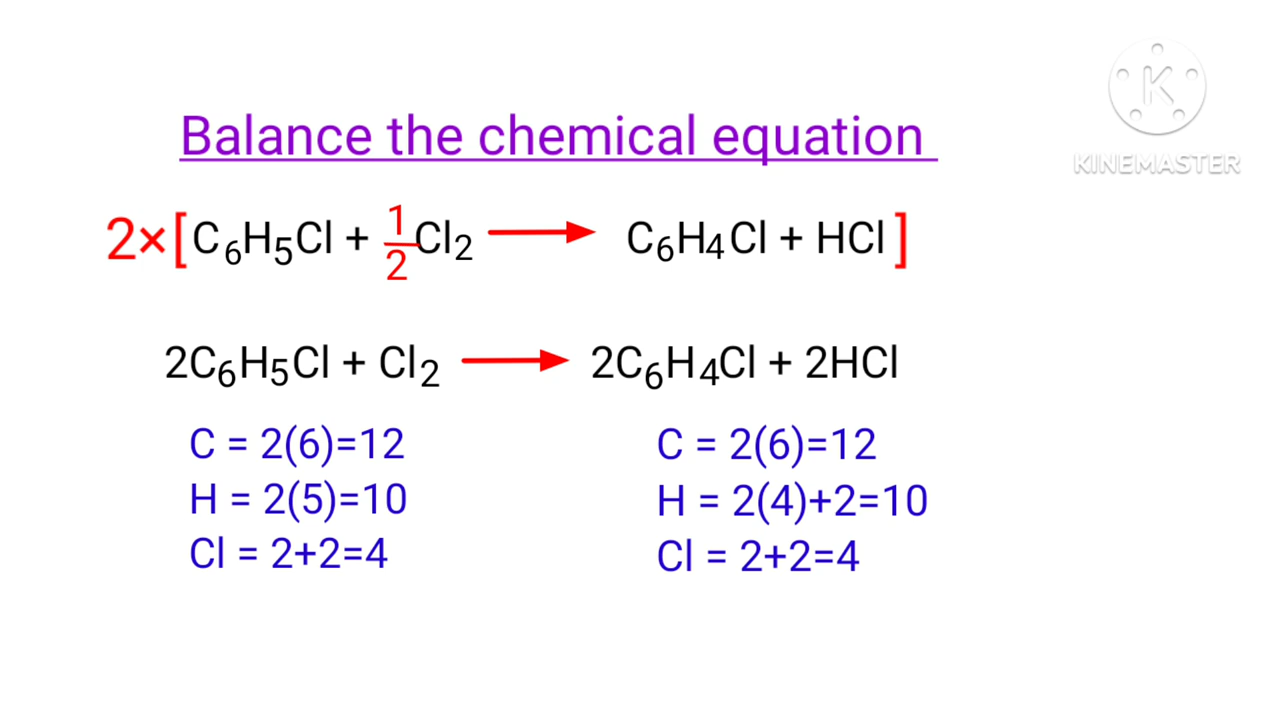 KINEMASTER
Balance the chemical equation
2×[C₆H₅Cl + 1/2Cl₂ → C₆H₄Cl + HCl]
2C₆H₅Cl + Cl₂ → 2C₆H₄Cl + 2HCl
C = 2(6)=12 C = 2(6)=12
H = 2(5)=10 H = 2(4)+2=10
Cl = 2+2=4 Cl = 2+2=4